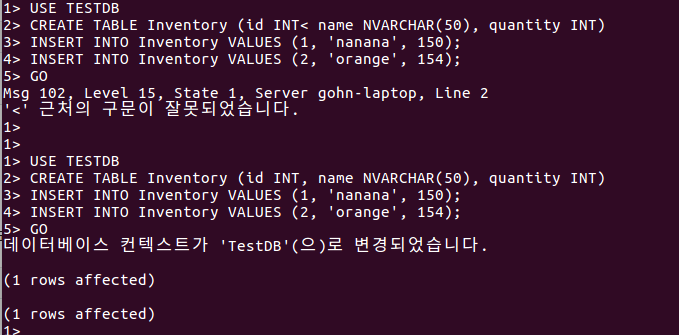 1> USE TESTDB
2> CREATE TABLE Inventory (id INT< name NVARCHAR(50), quantity INT)
3> INSERT INTO Inventory VALUES (1, 'nanana', 150);
4> INSERT INTO Inventory VALUES (2, 'orange', 154);
5> GO
Msg 102, Level 15, State 1, Server gohn-laptop, Line 2
'<' 근처의 구문이 잘못되었습니다.
1>
1>
1> USE TESTDB
2> CREATE TABLE Inventory (id INT, name NVARCHAR(50), quantity INT)
3> INSERT INTO Inventory VALUES (1, 'nanana', 150);
4> INSERT INTO Inventory VALUES (2, 'orange', 154);
5> GO
데이터베이스 컨텍스트가 'TestDB'(으)로 변경되었습니다.
(1 rows affected)
(1 rows affected)
1>